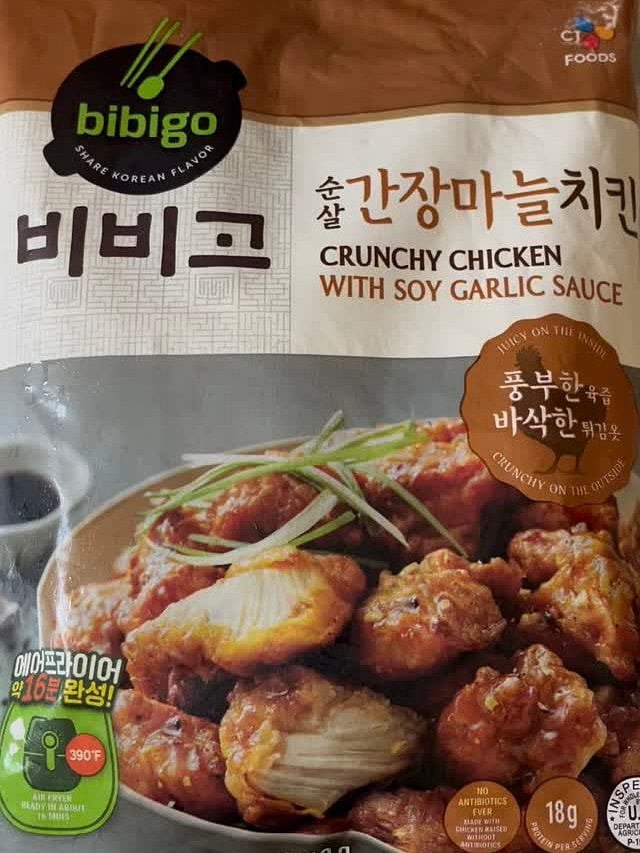 bibigo
SHARE KOREAN FLAVOR
CJ
FOODS
비비고
순살 간장마늘치킨
CRUNCHY CHICKEN
WITH SOY GARLIC SAUCE
JUICY ON THE INSIDE
풍부한 육즙
바삭한 튀김옷
CRUNCHY ON THE OUTSIDE
에어프라이어
약 16분 완성!
390°F
AIR FRYER
READY IN ABOUT
16 MINS
NO
ANTIBIOTICS
EVER
MADE WITH
CHICKEN RAISED
WITHOUT
ANTIBIOTICS
18g
PROTEIN PER SERVING